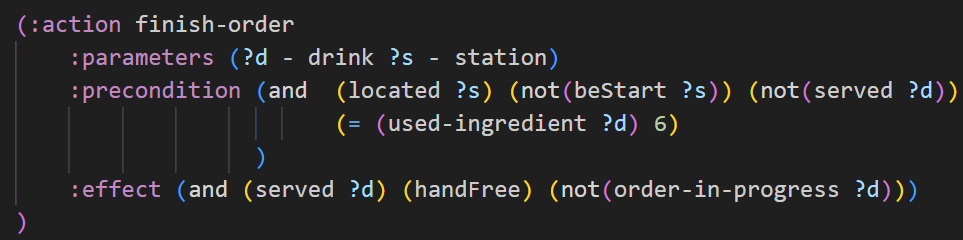 (:action finish-order
    :parameters (?d - drink ?s - station)
    :precondition (and  (located ?s) (not(beStart ?s)) (not(served ?d))
                        (= (used-ingredient ?d) 6)
                  )
    :effect (and (served ?d) (handFree) (not(order-in-progress ?d)))
)